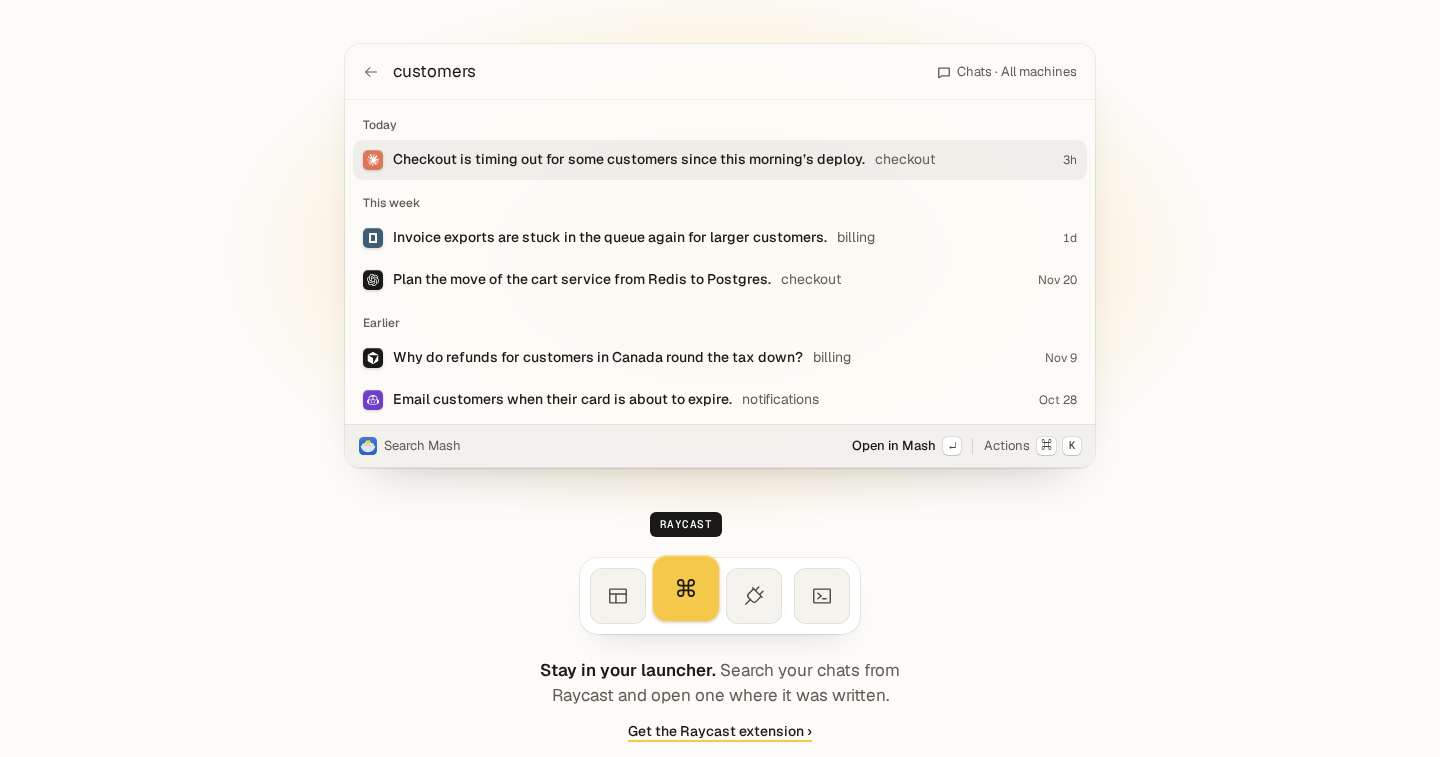 customers
Chats · All machines
Today
Checkout is timing out for some customers since this morning’s deploy. checkout 3h
This week
Invoice exports are stuck in the queue again for larger customers. billing 1d
Plan the move of the cart service from Redis to Postgres. checkout Nov 20
Earlier
Why do refunds for customers in Canada round the tax down? billing Nov 9
Email customers when their card is about to expire. notifications Oct 28
Search Mash Open in Mash ↵ Actions ⌘ K
RAYCAST
⌘
Stay in your launcher. Search your chats from
Raycast and open one where it was written.
Get the Raycast extension ›